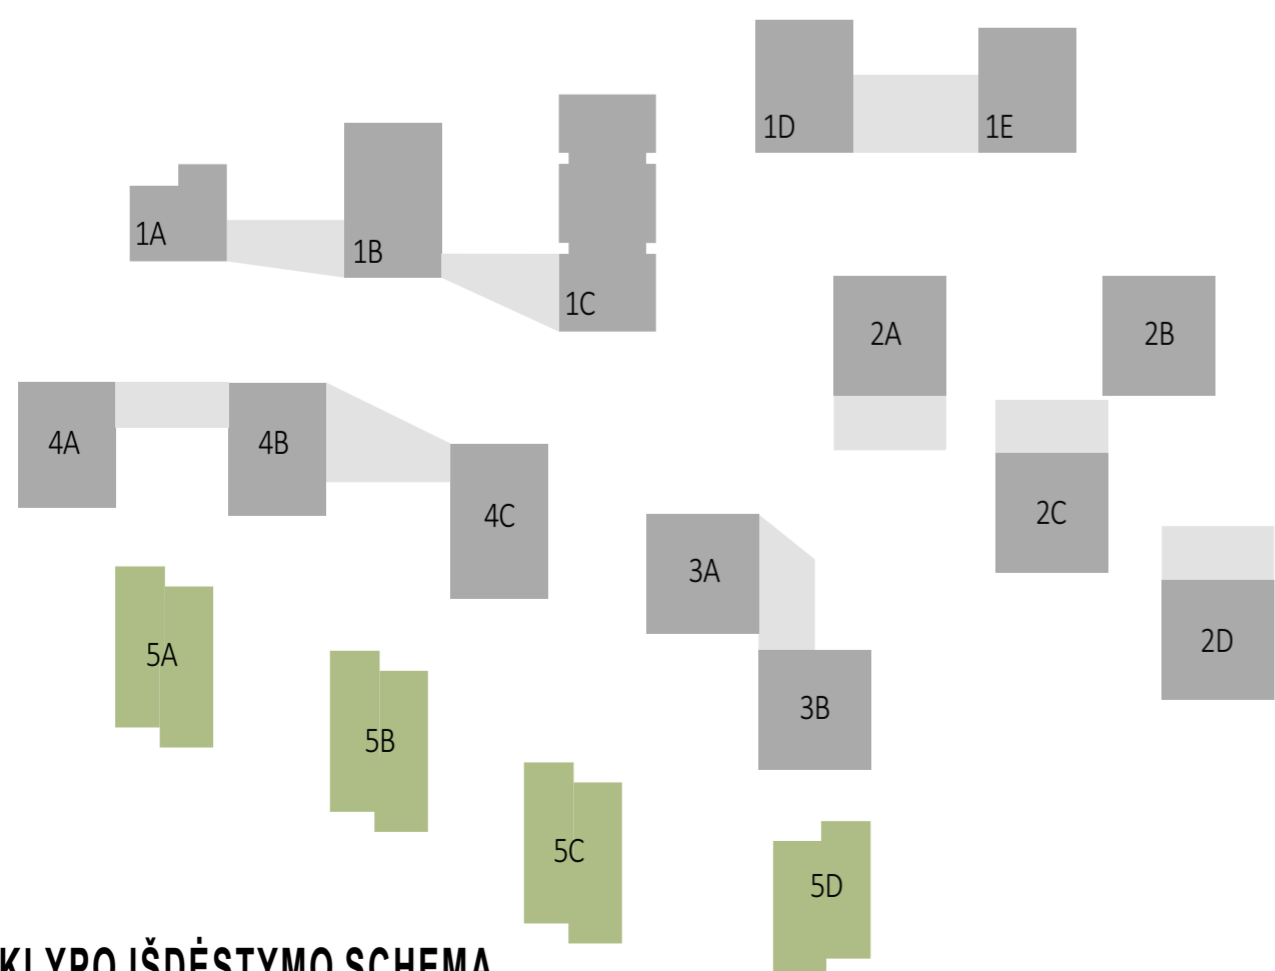 1D
1E
1A
1B
1C
2A
2B
4A
4B
4C
2C
3A
2D
5A
3B
5B
5C
5D
KLYPO IŠDĖSTYMO SCHEMA